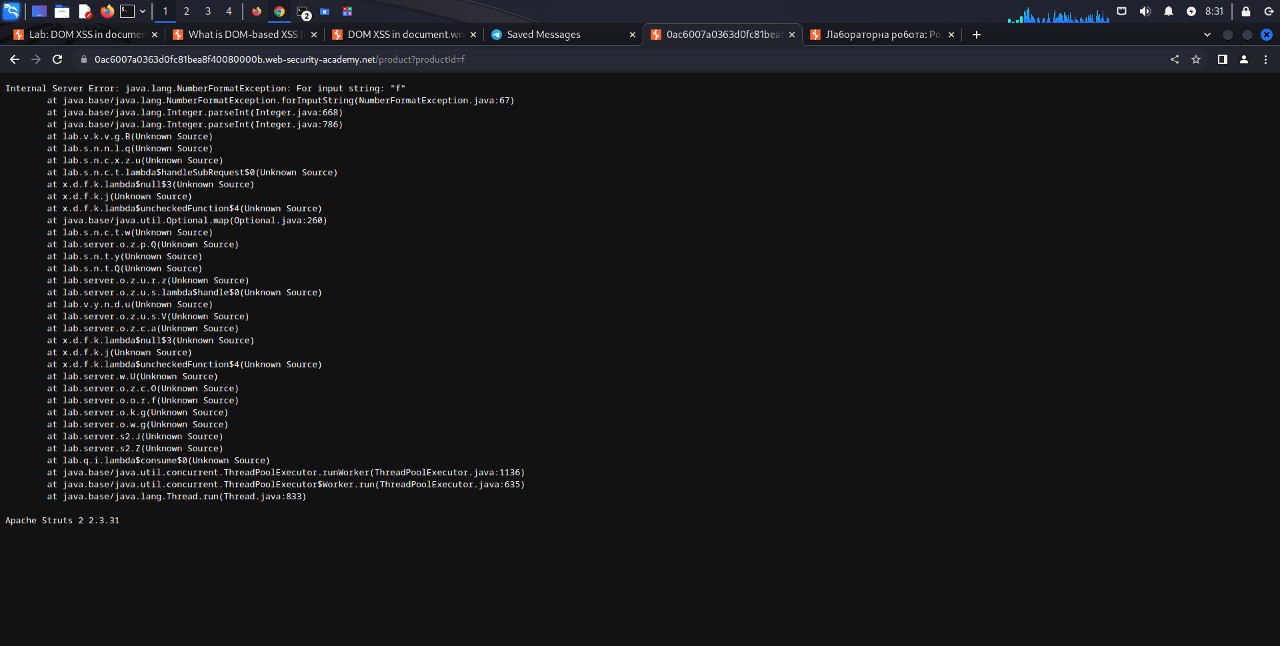 1 2 3 4 2 8:31
Lab: DOM XSS in documen
What is DOM-based XSS (
DOM XSS in document.wr
Saved Messages
0ac6007a0363d0fc81bea8
Лабораторна робота: Ро
0ac6007a0363d0fc81bea8f40080000b.web-security-academy.net/product?productId=f
Internal Server Error: java.lang.NumberFormatException: For input string: "f"
at java.base/java.lang.NumberFormatException.forInputString(NumberFormatException.java:67)
at java.base/java.lang.Integer.parseInt(Integer.java:668)
at java.base/java.lang.Integer.parseInt(Integer.java:786)
at lab.v.k.v.g.B(Unknown Source)
at lab.s.n.n.l.q(Unknown Source)
at lab.s.n.c.x.z.u(Unknown Source)
at lab.s.n.c.t.lambda$handleSubRequest$0(Unknown Source)
at x.d.f.k.lambda$null$3(Unknown Source)
at x.d.f.k.j(Unknown Source)
at x.d.f.k.lambda$uncheckedFunction$4(Unknown Source)
at java.base/java.util.Optional.map(Optional.java:260)
at lab.s.n.c.t.w(Unknown Source)
at lab.server.o.z.p.Q(Unknown Source)
at lab.s.n.t.y(Unknown Source)
at lab.s.n.t.Q(Unknown Source)
at lab.server.o.z.u.r.z(Unknown Source)
at lab.server.o.z.u.s.lambda$handle$0(Unknown Source)
at lab.v.y.n.d.u(Unknown Source)
at lab.server.o.z.u.s.V(Unknown Source)
at lab.server.o.z.c.a(Unknown Source)
at x.d.f.k.lambda$null$3(Unknown Source)
at x.d.f.k.j(Unknown Source)
at x.d.f.k.lambda$uncheckedFunction$4(Unknown Source)
at lab.server.w.U(Unknown Source)
at lab.server.o.z.c.O(Unknown Source)
at lab.server.o.o.r.f(Unknown Source)
at lab.server.o.k.g(Unknown Source)
at lab.server.o.w.g(Unknown Source)
at lab.server.s2.J(Unknown Source)
at lab.server.s2.Z(Unknown Source)
at lab.q.i.lambda$consume$0(Unknown Source)
at java.base/java.util.concurrent.ThreadPoolExecutor.runWorker(ThreadPoolExecutor.java:1136)
at java.base/java.util.concurrent.ThreadPoolExecutor$Worker.run(ThreadPoolExecutor.java:635)
at java.base/java.lang.Thread.run(Thread.java:833)
Apache Struts 2 2.3.31